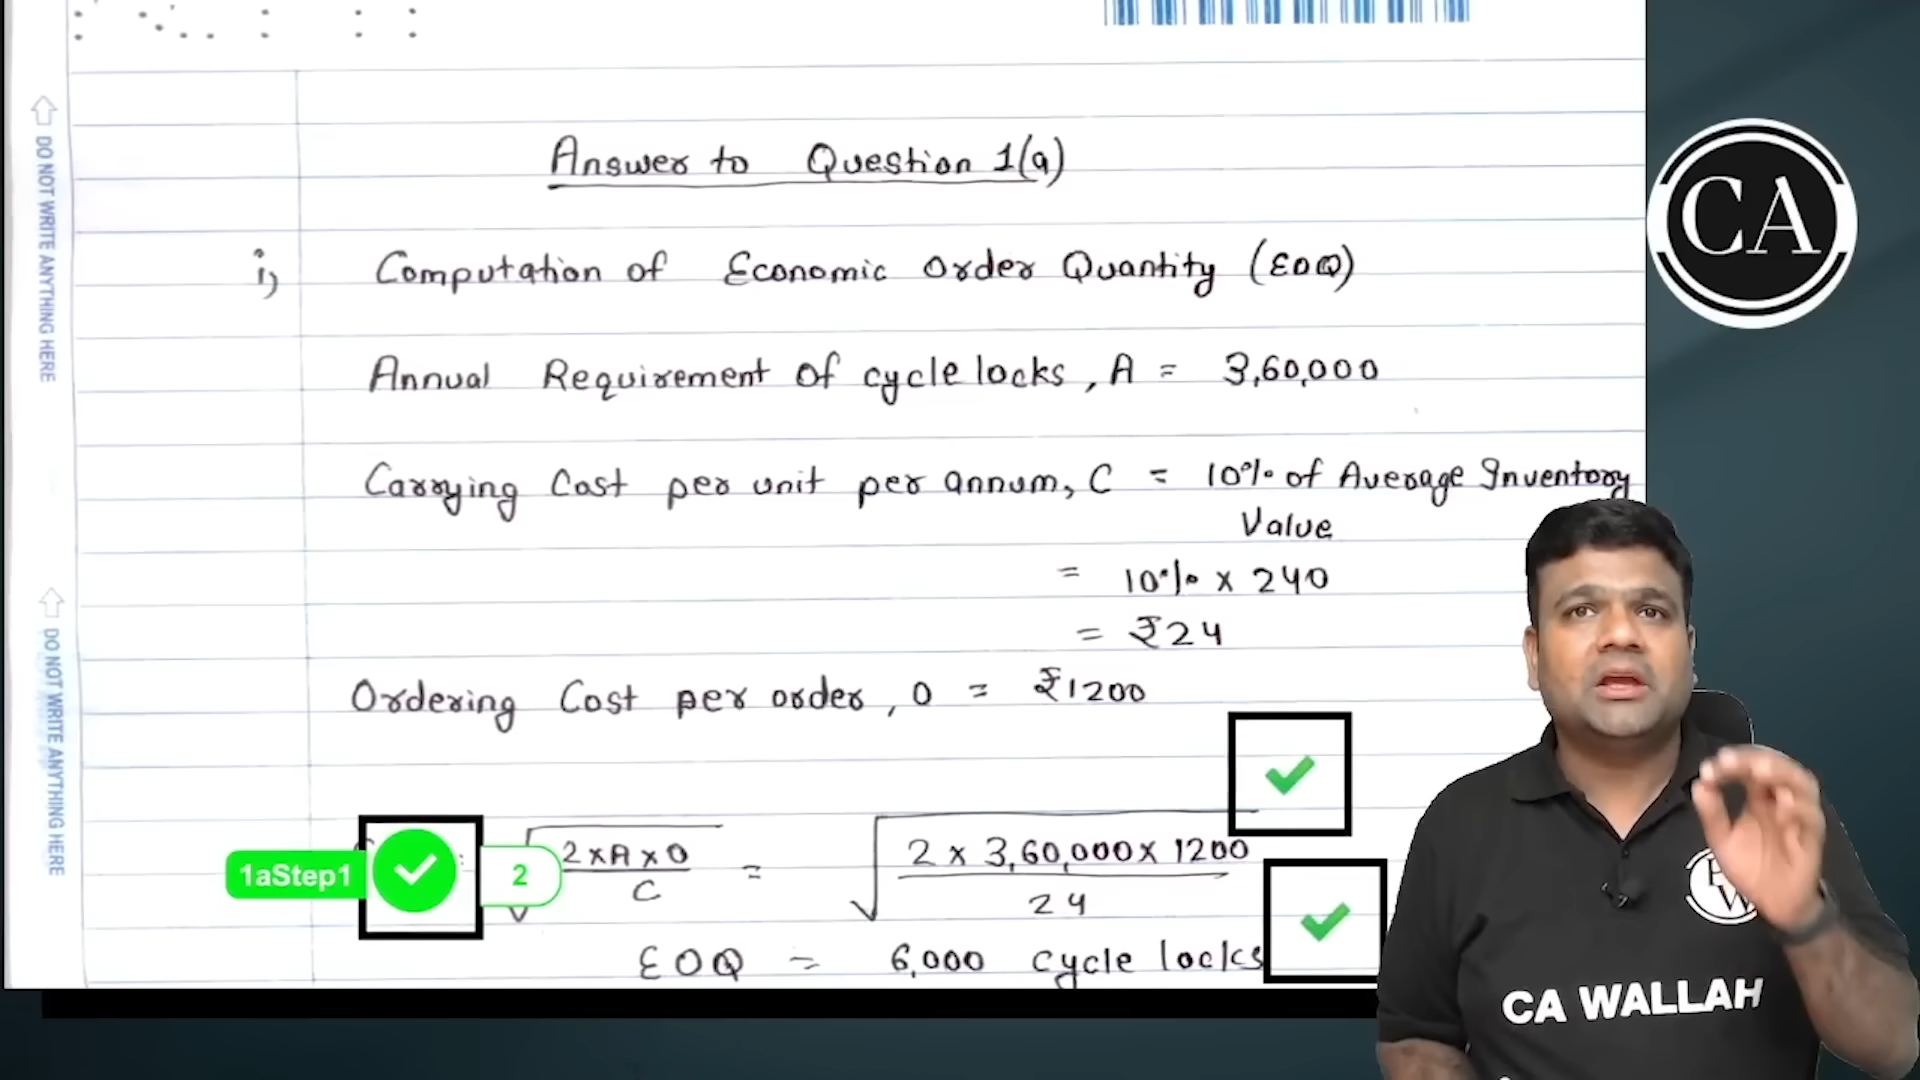 Answer to Question 1(a)
i) Computation of Economic Order Quantity (EOQ)
Annual Requirement of cycle locks, A = 3,60,000
Carrying Cost per unit per annum, C = 10% of Average Inventory
Value
= 10% x 240
= ₹24
Ordering Cost per order, O = ₹1200
1aStep1
2
2xAxO
C
=
2 x 3,60,000 x 1200
24
EOQ = 6,000 cycle locks
DO NOT WRITE ANYTHING HERE
DO NOT WRITE ANYTHING HERE
CA
PW
CA WALLAH